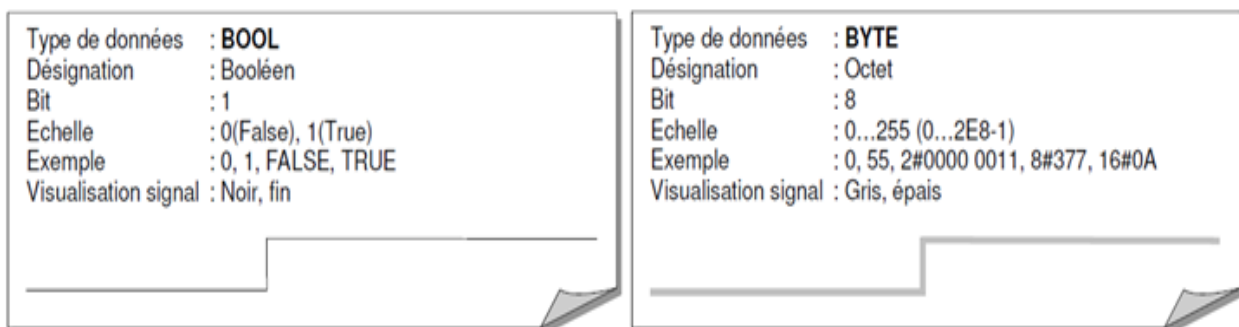 Type de données : BOOL
Désignation : Booléen
Bit : 1
Echelle : 0(False), 1(True)
Exemple : 0, 1, FALSE, TRUE
Visualisation signal : Noir, fin
Type de données : BYTE
Désignation : Octet
Bit : 8
Echelle : 0...255 (0...2E8-1)
Exemple : 0, 55, 2#0000 0011, 8#377, 16#0A
Visualisation signal : Gris, épais